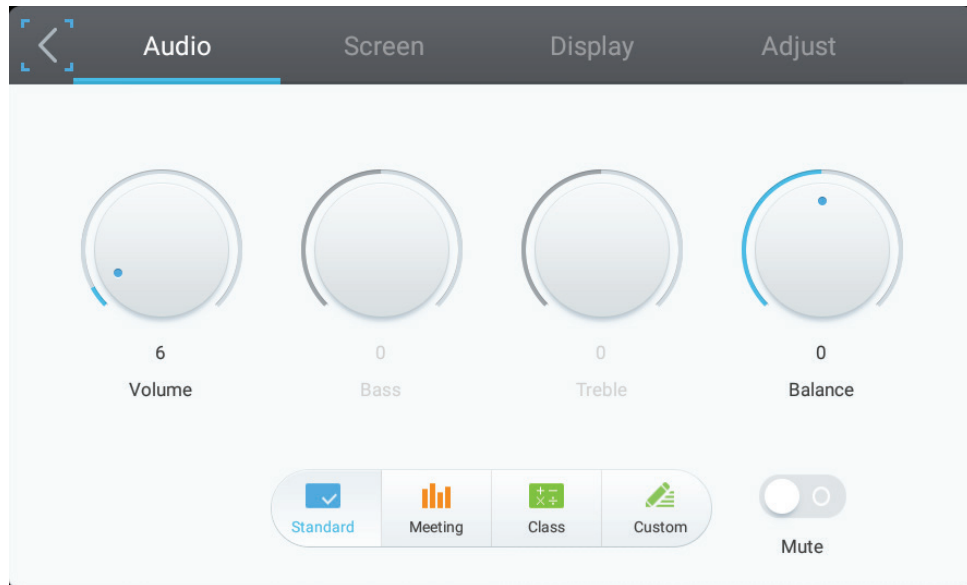 Audio Screen Display Adjust
6 0 0 0
Volume Bass Treble Balance
Standard Meeting Class Custom
Mute